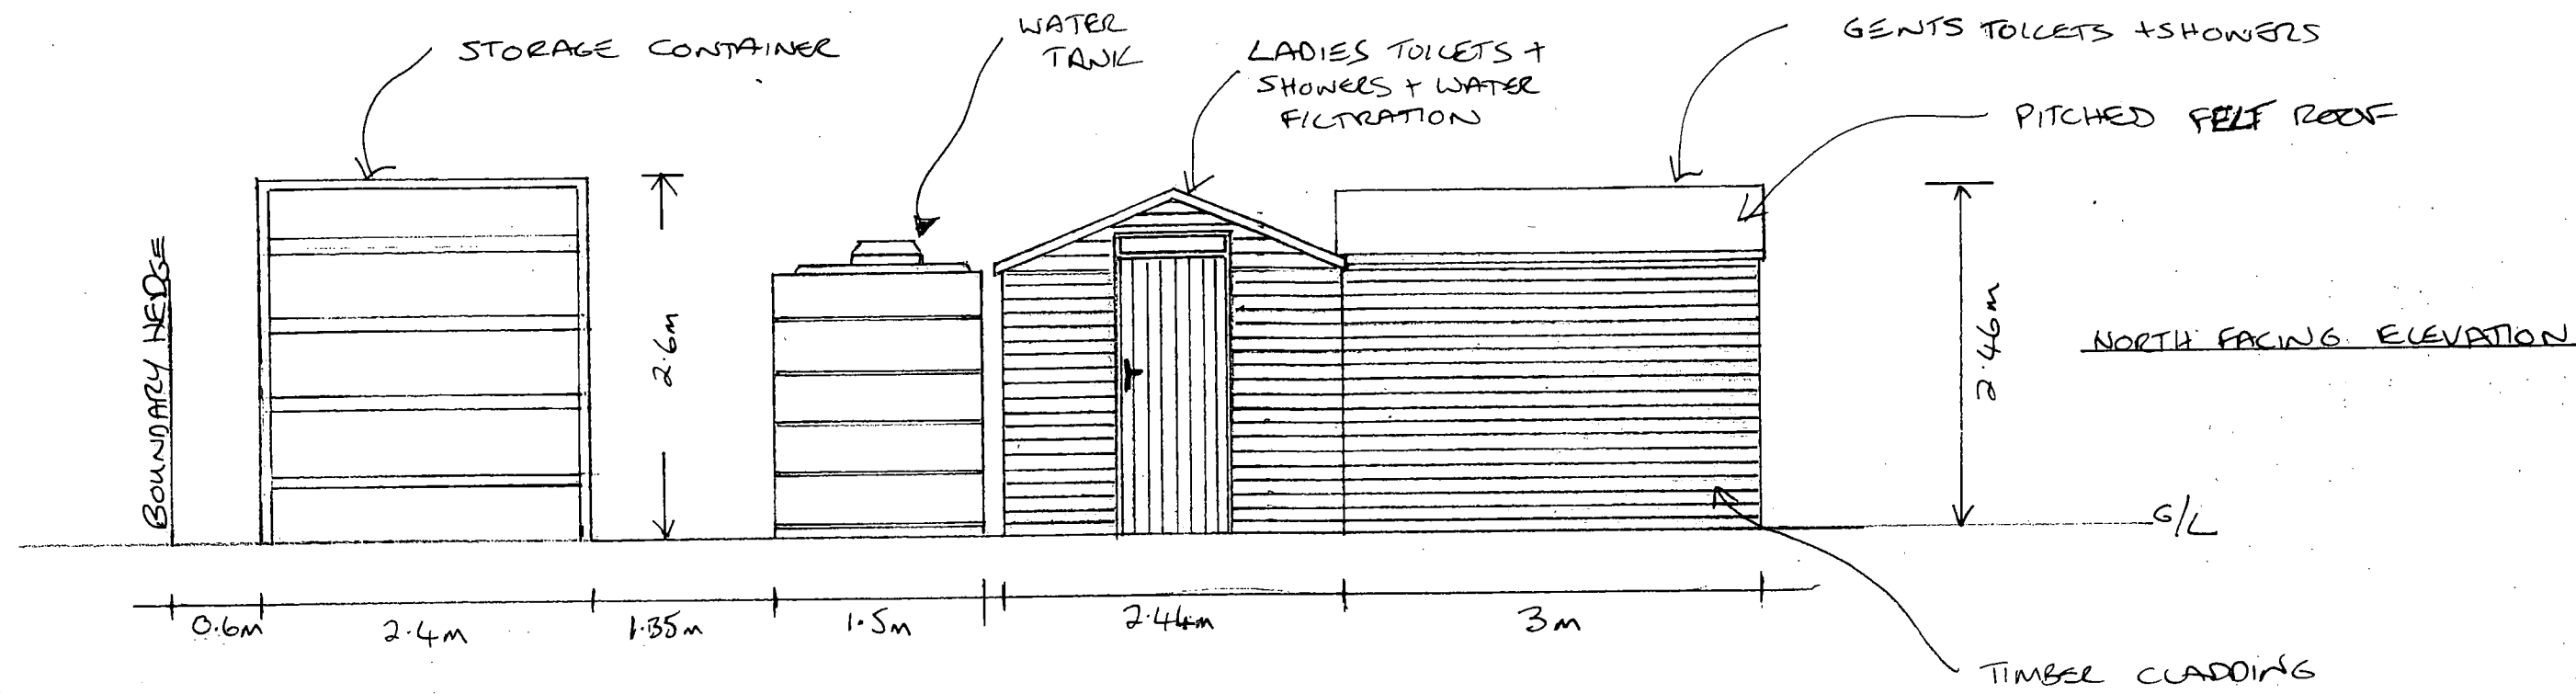 STORAGE CONTAINER
WATER
TANK
LADIES TOILETS +
SHOWERS + WATER
FILTRATION
GENTS TOILETS + SHOWERS
PITCHED FELT ROOF
BOUNDARY HEDGE
2.6m
2.46m
NORTH FACING ELEVATION
G/L
0.6m
2.4m
1.35m
1.5m
2.44m
3m
TIMBER CLADDING